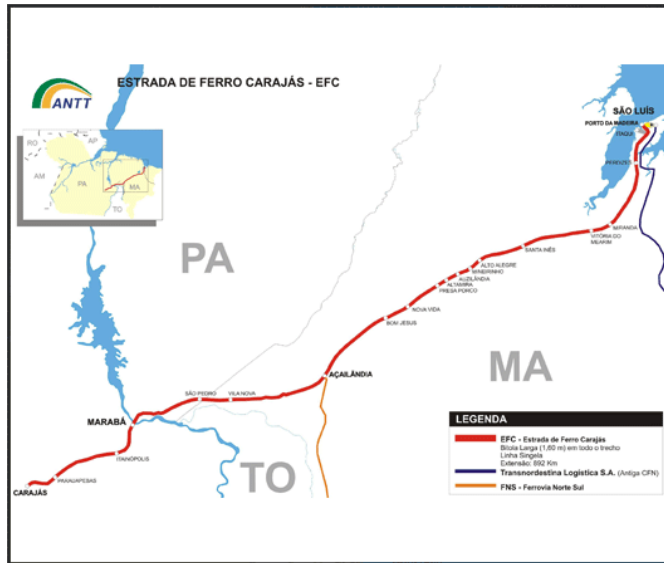 ANTT
ESTRADA DE FERRO CARAJÁS - EFC
RO
AP
AM
PA
MA
TO
PA
MA
TO
SÃO LUÍS
PORTO DA MADEIRA
ITAQUI
PERIZES
MIRANDA
VITÓRIA DO
MEARIM
SANTA INÊS
ALTO ALEGRE
MINEIRINHO
AUZILÂNDIA
ALTAMIRA
PRESA PORCO
NOVA VIDA
BOM JESUS
AÇAILÂNDIA
VILA NOVA
SÃO PEDRO
MARABÁ
ITAINÓPOLIS
PARAUAPEBAS
CARAJÁS
LEGENDA
EFC - Estrada de Ferro Carajás
Bitola Larga (1,60 m) em todo o trecho
Linha Singela
Extensão: 892 Km
Transnordestina Logística S.A. (Antiga CFN)
FNS - Ferrovia Norte Sul